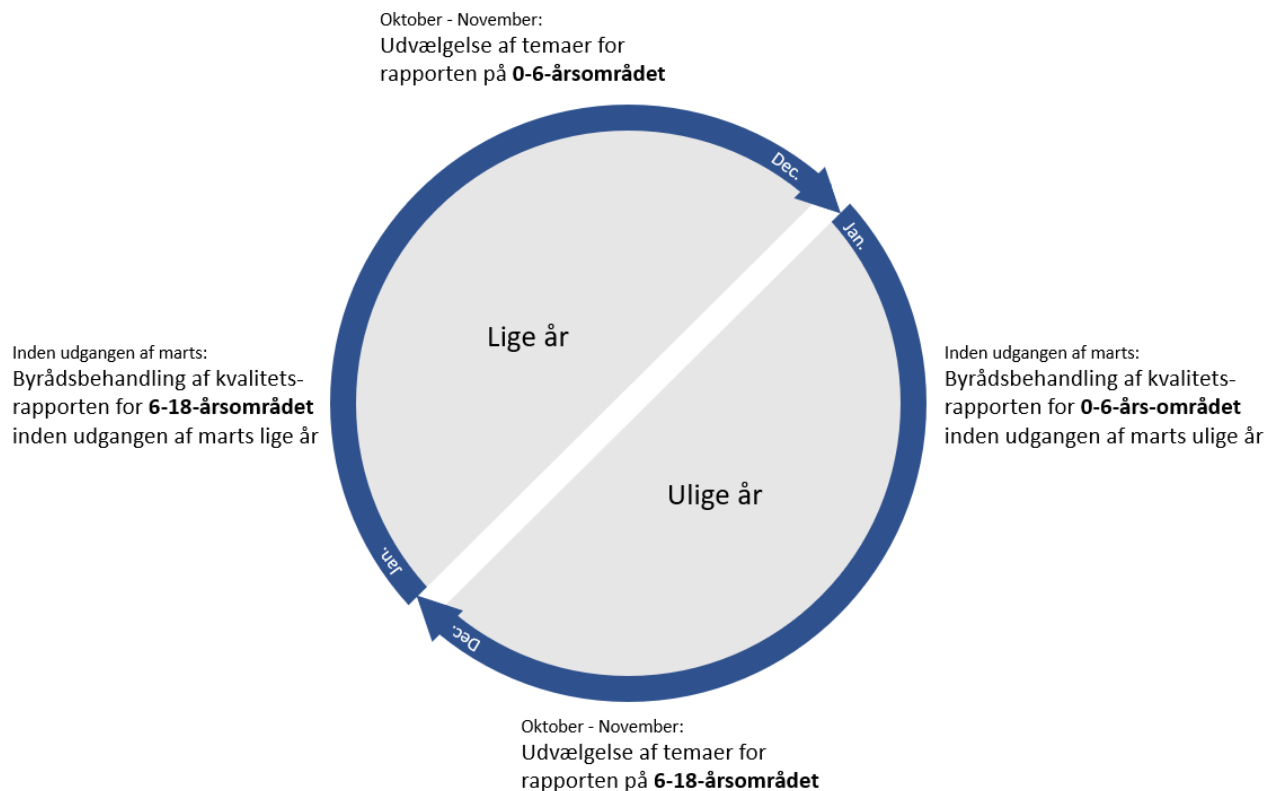 Oktober - November:
Udvælgelse af temaer for
rapporten på 0-6-årsområdet
Dec.
Jan.
Lige år
Inden udgangen af marts:
Byrådsbehandling af kvalitets-
rapporten for 6-18-årsområdet
inden udgangen af marts lige år
Inden udgangen af marts:
Byrådsbehandling af kvalitets-
rapporten for 0-6-års-området
inden udgangen af marts ulige år
Ulige år
Jan.
Dec.
Oktober - November:
Udvælgelse af temaer for
rapporten på 6-18-årsområdet